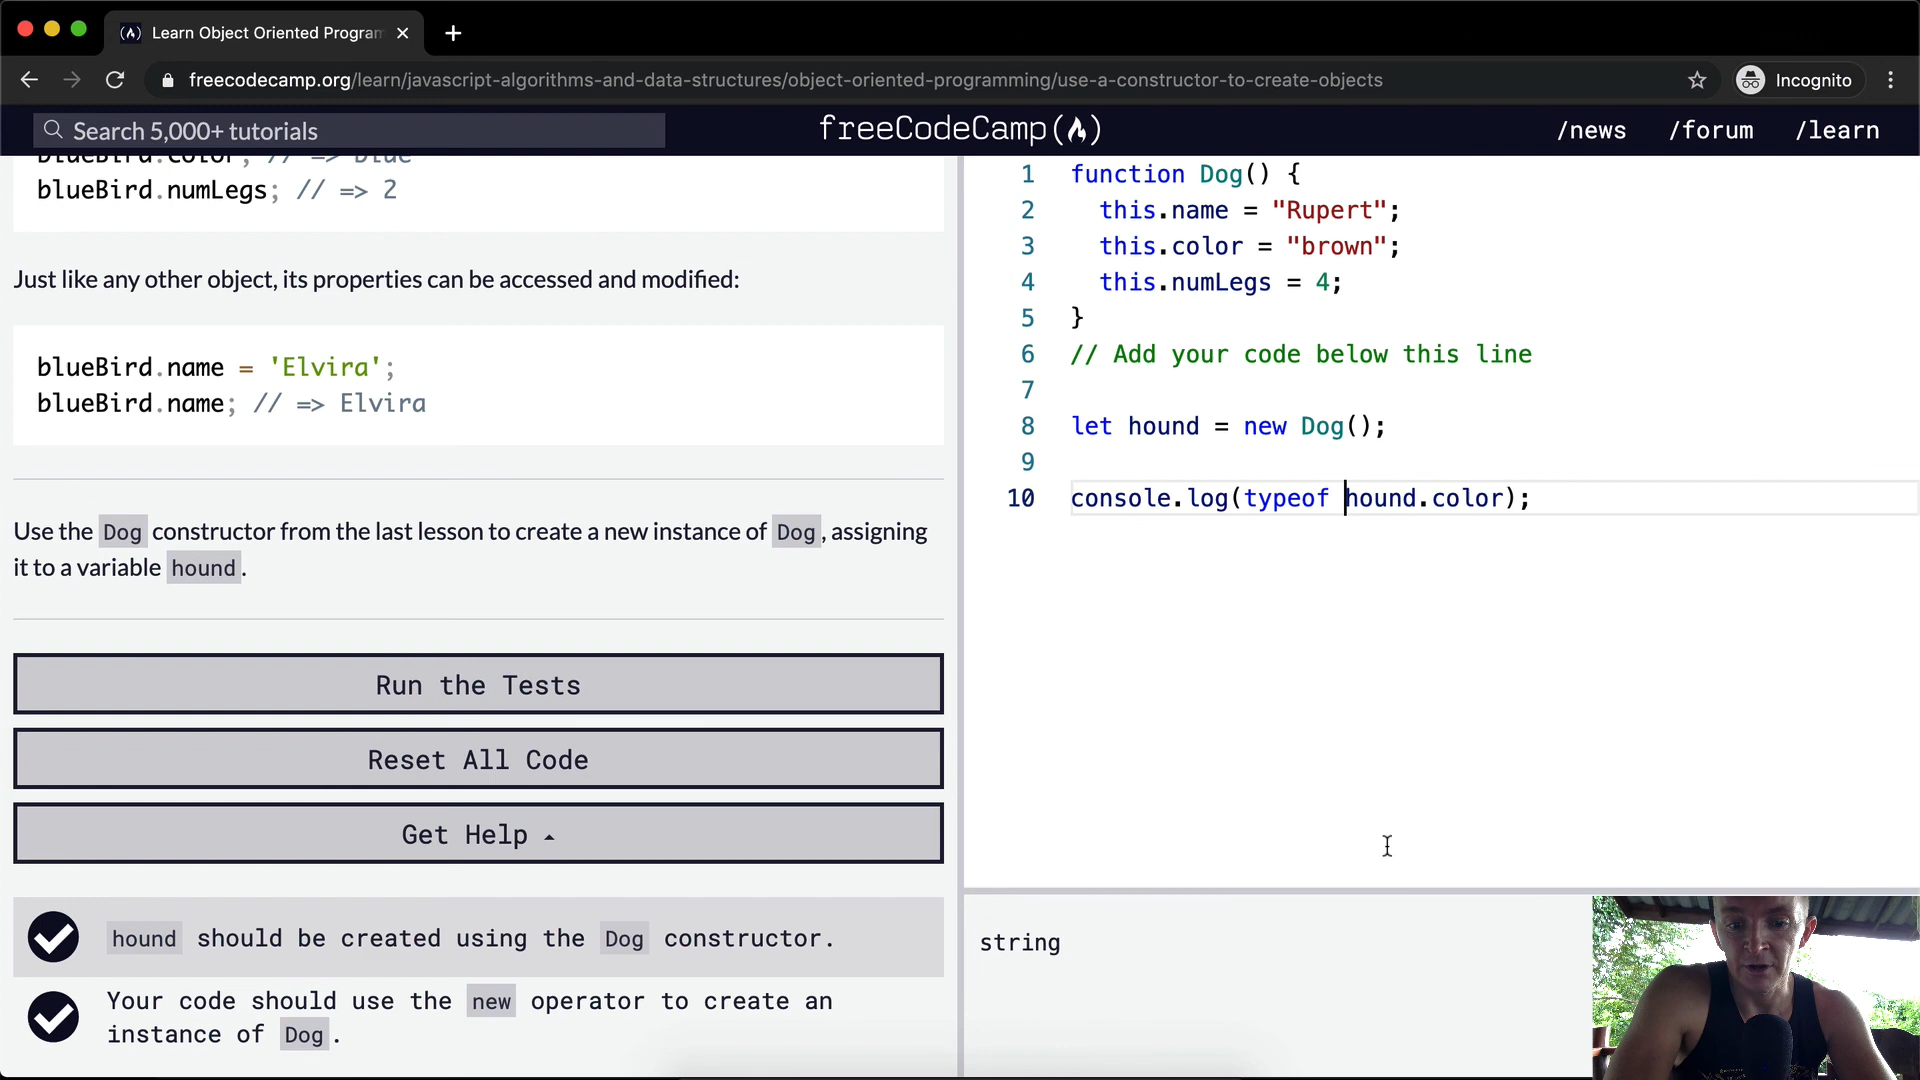 Learn Object Oriented Program
freecodecamp.org/learn/javascript-algorithms-and-data-structures/object-oriented-programming/use-a-constructor-to-create-objects
Incognito
Search 5,000+ tutorials
freeCodeCamp(🔥)
/news /forum /learn
blueBird.color; // => blue
blueBird.numLegs; // => 2
Just like any other object, its properties can be accessed and modified:
blueBird.name = 'Elvira';
blueBird.name; // => Elvira
Use the Dog constructor from the last lesson to create a new instance of Dog, assigning
it to a variable hound.
Run the Tests
Reset All Code
Get Help
hound should be created using the Dog constructor.
Your code should use the new operator to create an
instance of Dog.
1 function Dog() {
2 this.name = "Rupert";
3 this.color = "brown";
4 this.numLegs = 4;
5 }
6 // Add your code below this line
7
8 let hound = new Dog();
9
10 console.log(typeof hound.color);
string